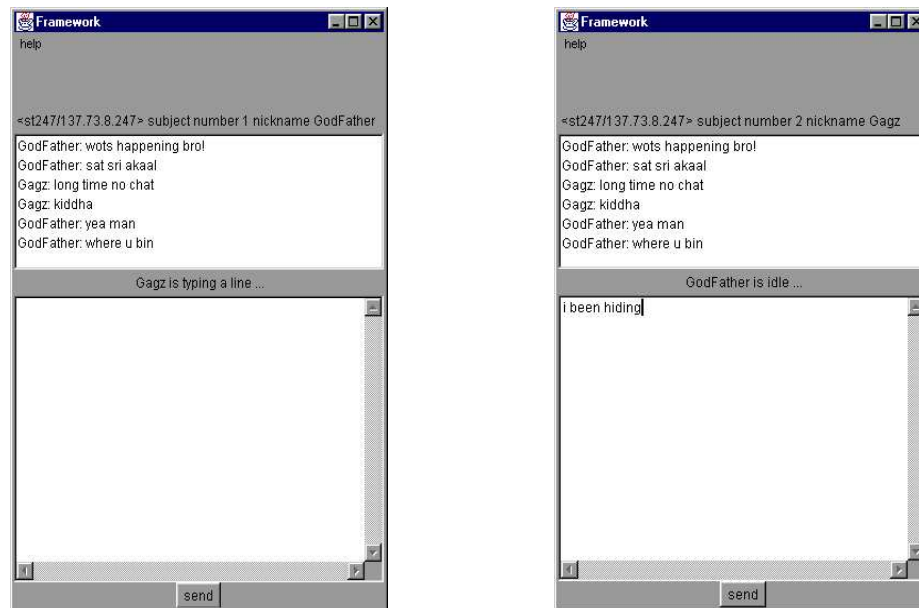 Framework
help
<st247/137.73.8.247> subject number 1 nickname GodFather
GodFather: wots happening bro!
GodFather: sat sri akaal
Gagz: long time no chat
Gagz: kiddha
GodFather: yea man
GodFather: where u bin
Gagz is typing a line ...
send
Framework
help
<st247/137.73.8.247> subject number 2 nickname Gagz
GodFather: wots happening bro!
GodFather: sat sri akaal
Gagz: long time no chat
Gagz: kiddha
GodFather: yea man
GodFather: where u bin
GodFather is idle ...
i been hiding
send